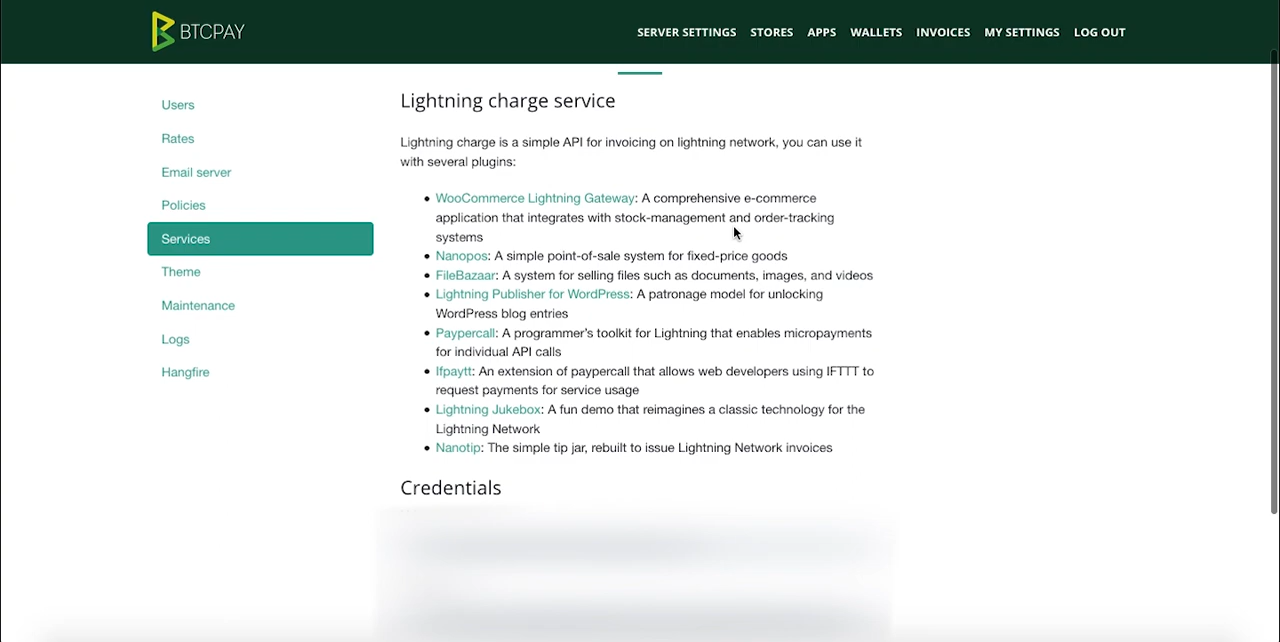 BTCPAY
SERVER SETTINGS STORES APPS WALLETS INVOICES MY SETTINGS LOG OUT
Users
Rates
Email server
Policies
Services
Theme
Maintenance
Logs
Hangfire
Lightning charge service
Lightning charge is a simple API for invoicing on lightning network, you can use it
with several plugins:
WooCommerce Lightning Gateway: A comprehensive e-commerce
application that integrates with stock-management and order-tracking
systems
Nanopos: A simple point-of-sale system for fixed-price goods
FileBazaar: A system for selling files such as documents, images, and videos
Lightning Publisher for WordPress: A patronage model for unlocking
WordPress blog entries
Paypercall: A programmer’s toolkit for Lightning that enables micropayments
for individual API calls
Ifpaytt: An extension of paypercall that allows web developers using IFTTT to
request payments for service usage
Lightning Jukebox: A fun demo that reimagines a classic technology for the
Lightning Network
Nanotip: The simple tip jar, rebuilt to issue Lightning Network invoices
Credentials